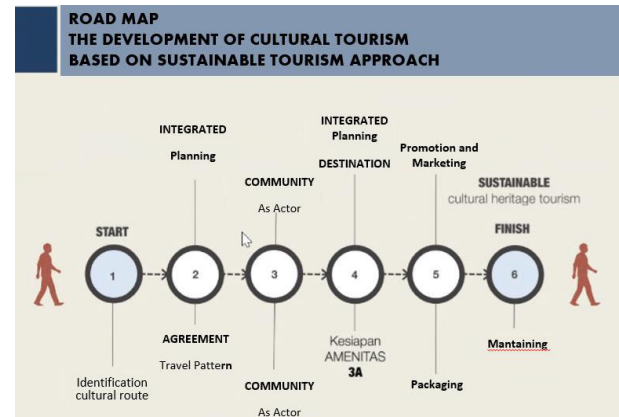 ROAD MAP
THE DEVELOPMENT OF CULTURAL TOURISM
BASED ON SUSTAINABLE TOURISM APPROACH
INTEGRATED
Planning
COMMUNITY
As Actor
INTEGRATED
Planning
DESTINATION
Promotion and
Marketing
SUSTAINABLE
cultural heritage tourism
START
FINISH
1
2
3
4
5
6
Identification
cultural route
AGREEMENT
Travel Pattern
COMMUNITY
As Actor
Kesiapan
AMENITAS
3A
Packaging
Mantaining